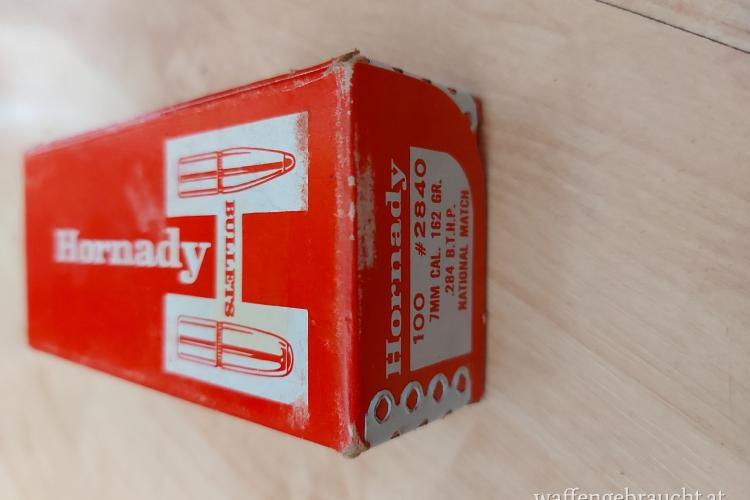 Hornady
BULLETS
Hornady
100 #2840
7MM CAL. 162 GR.
.284 B.T.H.P.
NATIONAL MATCH
waffengebraucht.at